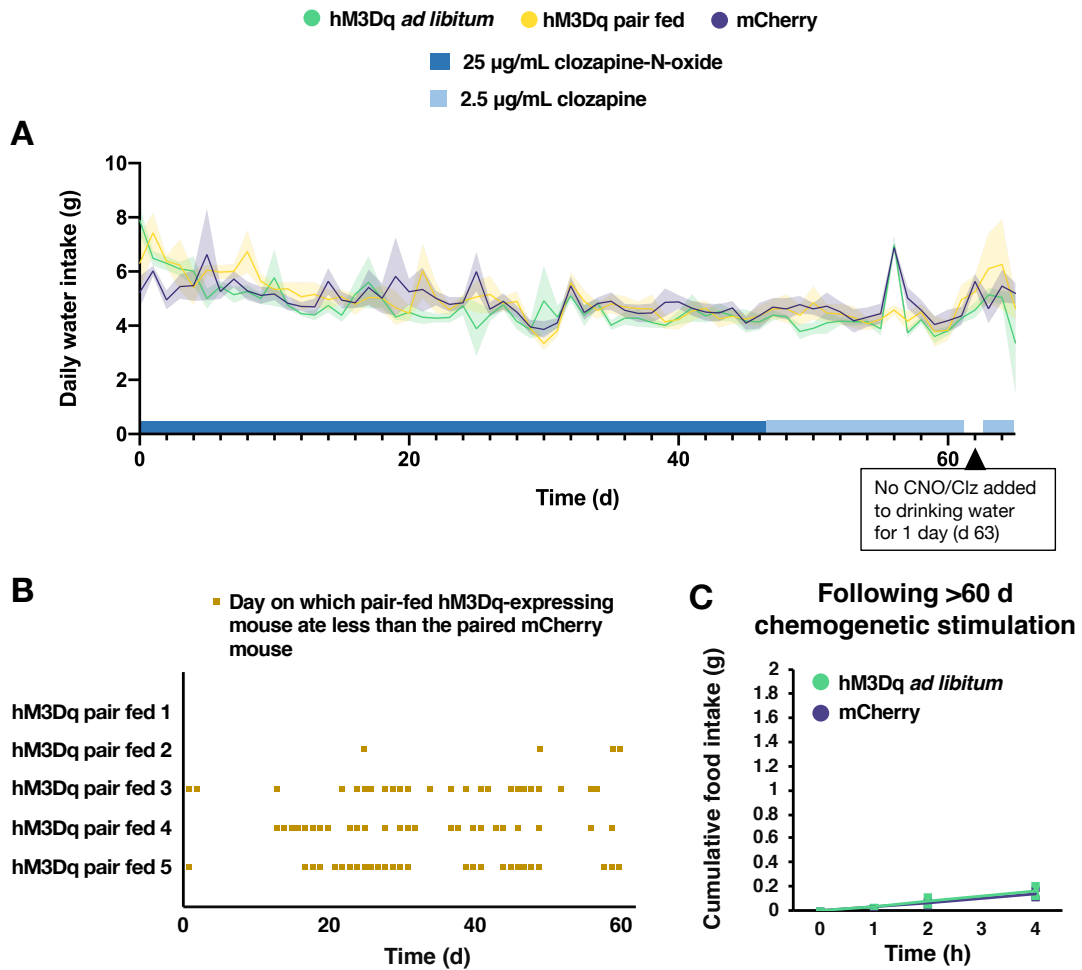 hM3Dq ad libitum hM3Dq pair fed mCherry
25 µg/mL clozapine-N-oxide
2.5 µg/mL clozapine
A
Daily water intake (g)
10
8
6
4
2
0
0 20 40 60
Time (d)
No CNO/Clz added
to drinking water
for 1 day (d 63)
B
Day on which pair-fed hM3Dq-expressing
mouse ate less than the paired mCherry
mouse
hM3Dq pair fed 1
hM3Dq pair fed 2
hM3Dq pair fed 3
hM3Dq pair fed 4
hM3Dq pair fed 5
0 20 40 60
Time (d)
C
Following >60 d
chemogenetic stimulation
Cumulative food intake (g)
2
1.8
1.6
1.4
1.2
1
0.8
0.6
0.4
0.2
0
hM3Dq ad libitum
mCherry
0 1 2 3 4
Time (h)